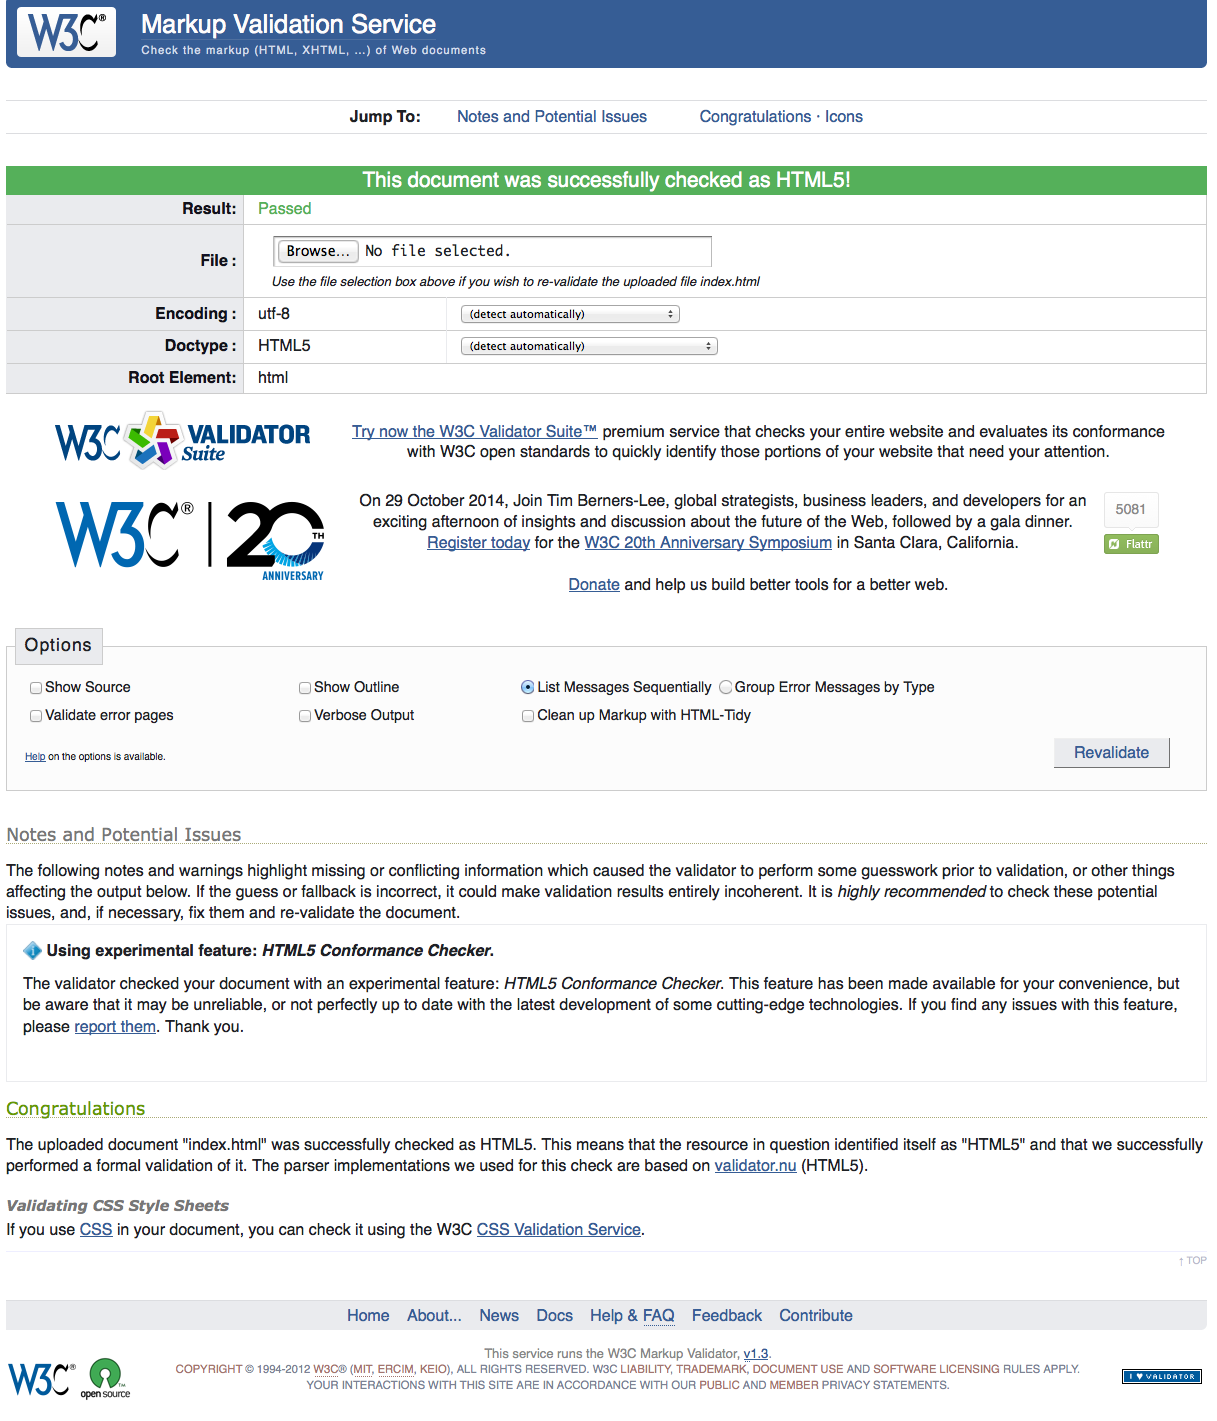 W3C®
Markup Validation Service
Check the markup (HTML, XHTML, ...) of Web documents
Jump To: Notes and Potential Issues Congratulations · Icons
This document was successfully checked as HTML5!
Result: Passed
File : Browse... No file selected.
Use the file selection box above if you wish to re-validate the uploaded file index.html
Encoding : utf-8 (detect automatically)
Doctype : HTML5 (detect automatically)
Root Element: html
W3C VALIDATOR Suite
Try now the W3C Validator Suite™ premium service that checks your entire website and evaluates its conformance
with W3C open standards to quickly identify those portions of your website that need your attention.
W3C® | 20TH ANNIVERSARY
On 29 October 2014, Join Tim Berners-Lee, global strategists, business leaders, and developers for an
exciting afternoon of insights and discussion about the future of the Web, followed by a gala dinner.
Register today for the W3C 20th Anniversary Symposium in Santa Clara, California.
5081
Flattr
Donate and help us build better tools for a better web.
Options
Show Source Show Outline List Messages Sequentially Group Error Messages by Type
Validate error pages Verbose Output Clean up Markup with HTML-Tidy
Help on the options is available.
Revalidate
Notes and Potential Issues
The following notes and warnings highlight missing or conflicting information which caused the validator to perform some guesswork prior to validation, or other things
affecting the output below. If the guess or fallback is incorrect, it could make validation results entirely incoherent. It is highly recommended to check these potential
issues, and, if necessary, fix them and re-validate the document.
Using experimental feature: HTML5 Conformance Checker.
The validator checked your document with an experimental feature: HTML5 Conformance Checker. This feature has been made available for your convenience, but
be aware that it may be unreliable, or not perfectly up to date with the latest development of some cutting-edge technologies. If you find any issues with this feature,
please report them. Thank you.
Congratulations
The uploaded document "index.html" was successfully checked as HTML5. This means that the resource in question identified itself as "HTML5" and that we successfully
performed a formal validation of it. The parser implementations we used for this check are based on validator.nu (HTML5).
Validating CSS Style Sheets
If you use CSS in your document, you can check it using the W3C CSS Validation Service.
↑ TOP
Home About... News Docs Help & FAQ Feedback Contribute
W3C®
open source™
This service runs the W3C Markup Validator, v1.3.
COPYRIGHT © 1994-2012 W3C® (MIT, ERCIM, KEIO), ALL RIGHTS RESERVED. W3C LIABILITY, TRADEMARK, DOCUMENT USE AND SOFTWARE LICENSING RULES APPLY.
YOUR INTERACTIONS WITH THIS SITE ARE IN ACCORDANCE WITH OUR PUBLIC AND MEMBER PRIVACY STATEMENTS.
I ♥ VALIDATOR